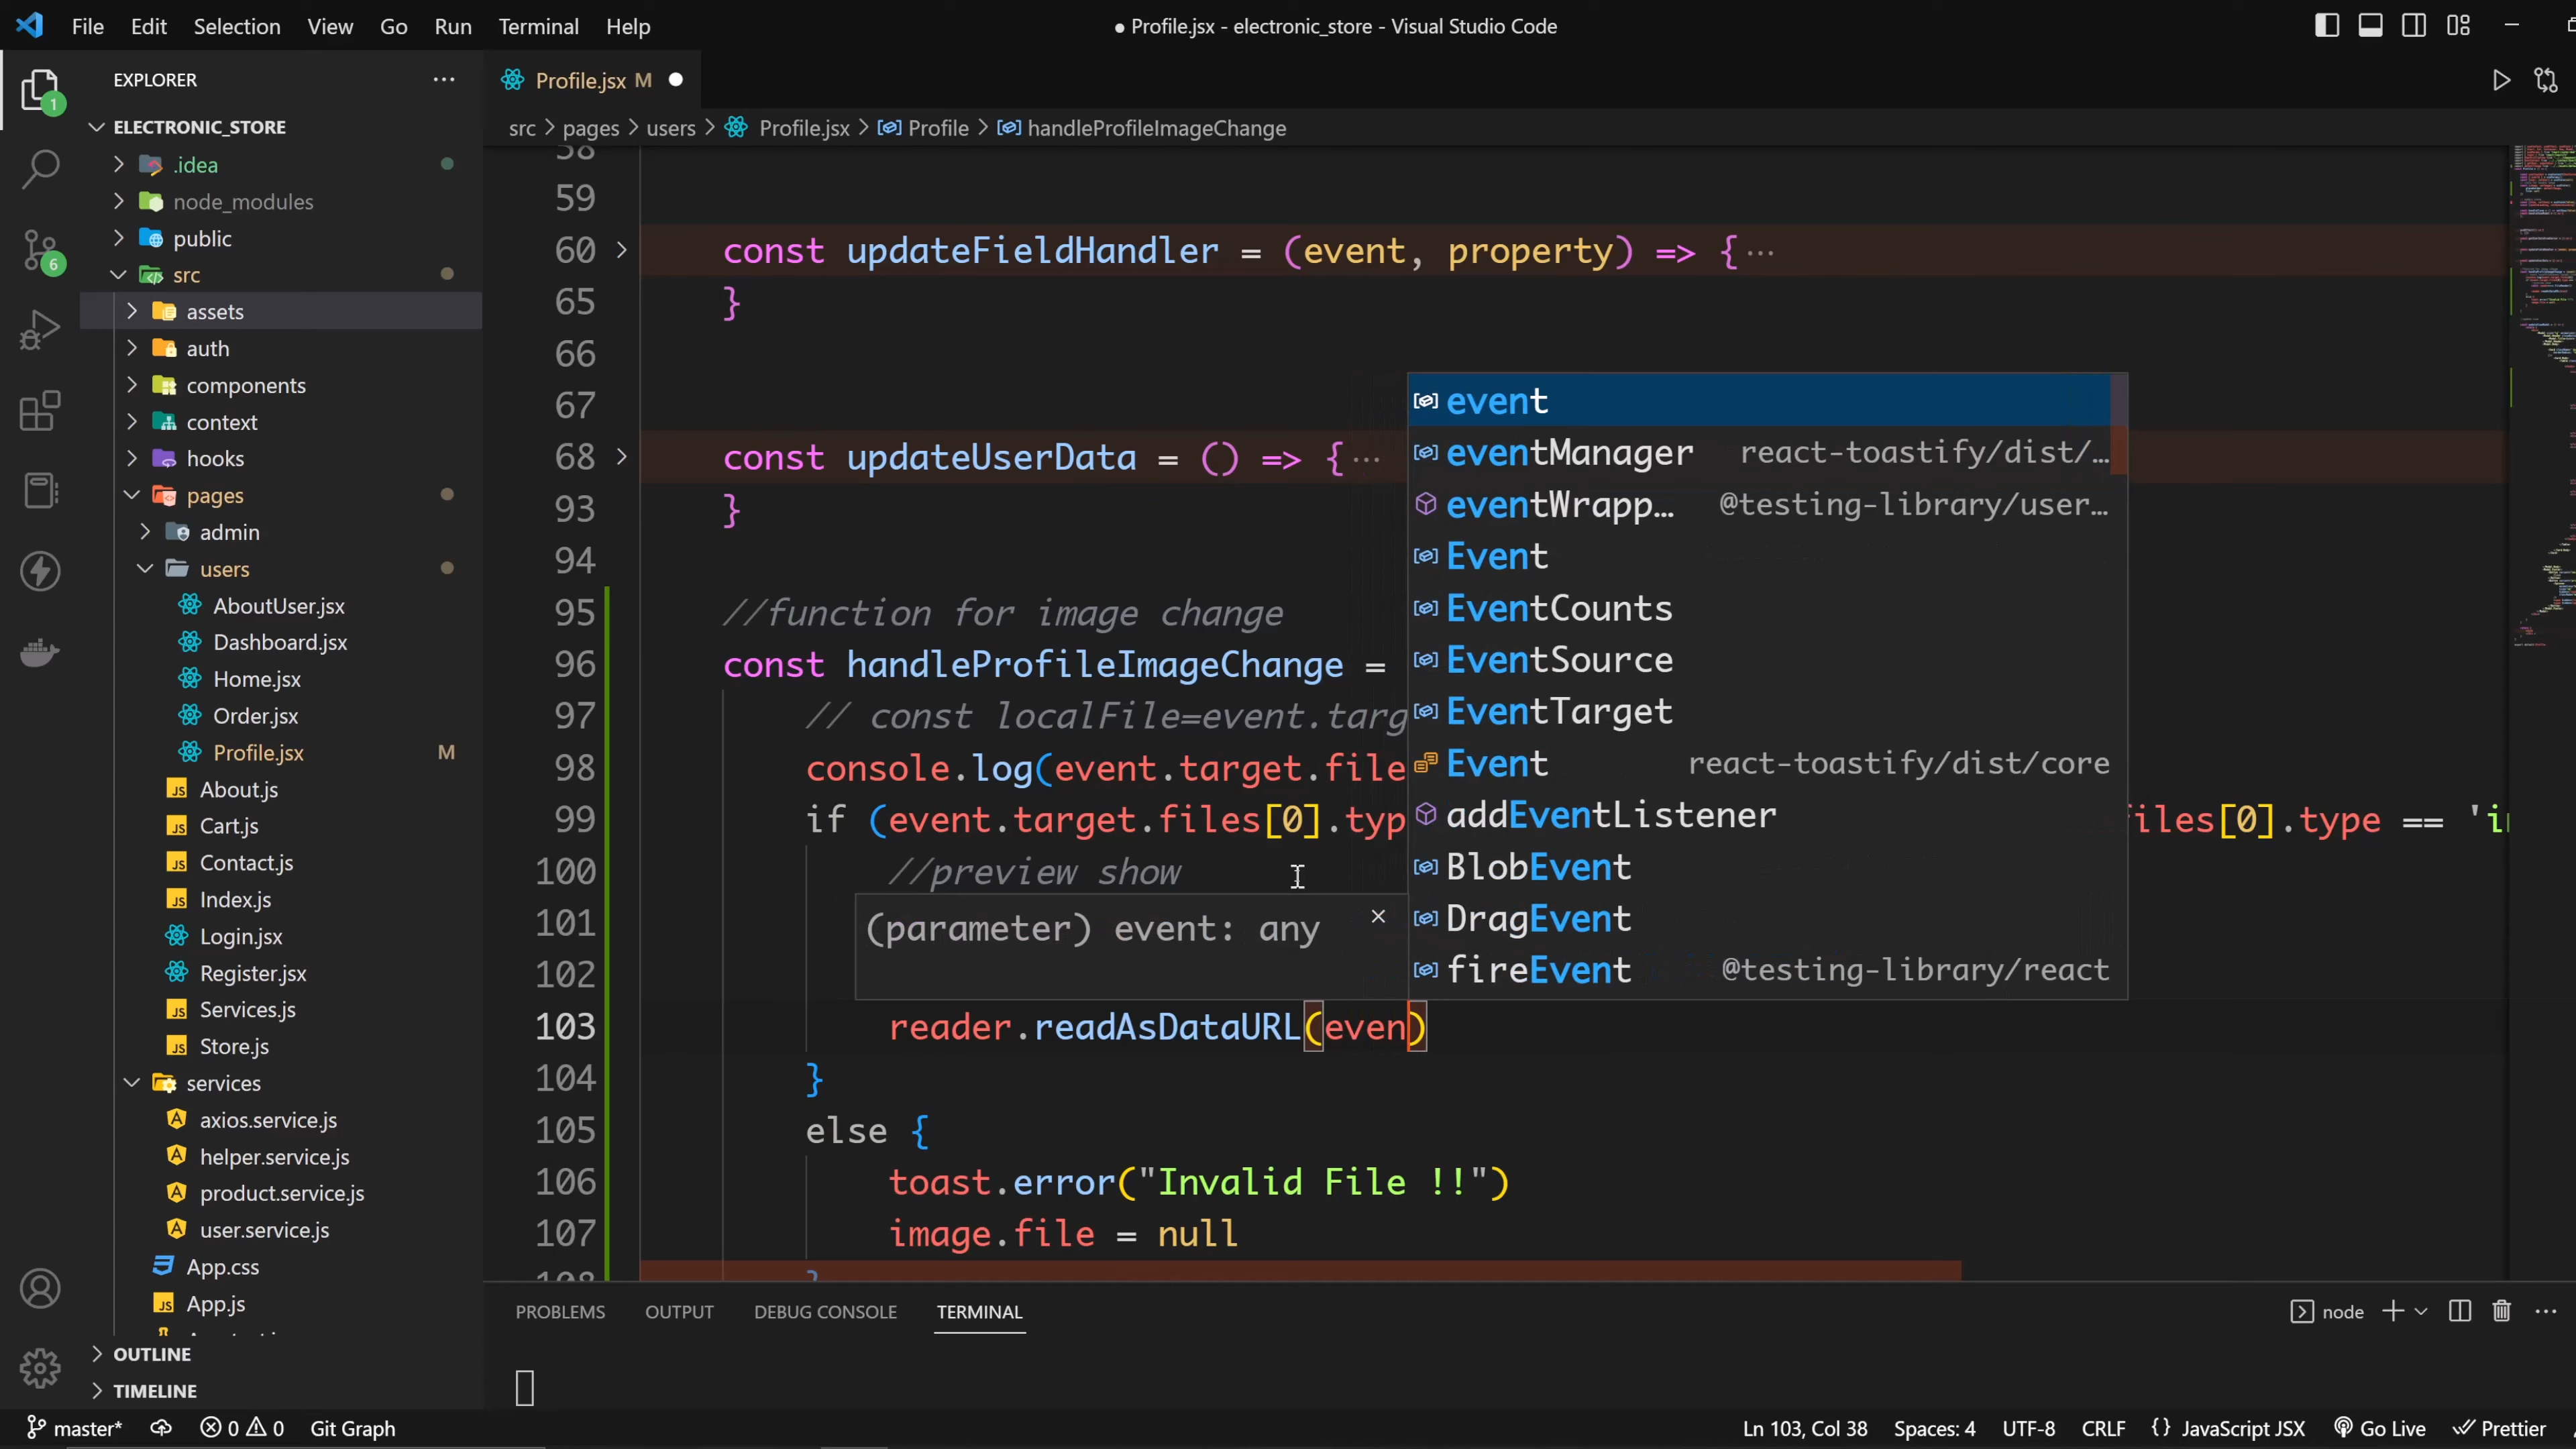 File Edit Selection View Go Run Terminal Help
● Profile.jsx - electronic_store - Visual Studio Code
EXPLORER ···
Profile.jsx M ●
1
ELECTRONIC_STORE
src > pages > users > Profile.jsx > Profile > handleProfileImageChange
.idea
node_modules
public
6
src
assets
auth
components
context
hooks
pages
admin
users
AboutUser.jsx
Dashboard.jsx
Home.jsx
Order.jsx
Profile.jsx M
About.js
Cart.js
Contact.js
Index.js
Login.jsx
Register.jsx
Services.js
Store.js
services
axios.service.js
helper.service.js
product.service.js
user.service.js
App.css
App.js
OUTLINE
TIMELINE
58
59
60 const updateFieldHandler = (event, property) => {···
65 }
66
67
68 const updateUserData = () => {···
93 }
94
95 //function for image change
96 const handleProfileImageChange =
97 // const localFile=event.targ
98 console.log(event.target.file
99 if (event.target.files[0].typ
iles[0].type == 'i
100 //preview show
101
102
103 reader.readAsDataURL(even)
104 }
105 else {
106 toast.error("Invalid File !!")
107 image.file = null
108 }
event
eventManager react-toastify/dist/…
eventWrapp… @testing-library/user…
Event
EventCounts
EventSource
EventTarget
Event react-toastify/dist/core
addEventListener
BlobEvent
DragEvent
fireEvent @testing-library/react
(parameter) event: any ×
PROBLEMS OUTPUT DEBUG CONSOLE TERMINAL
node
master* 0 0 Git Graph
Ln 103, Col 38 Spaces: 4 UTF-8 CRLF {} JavaScript JSX Go Live Prettier